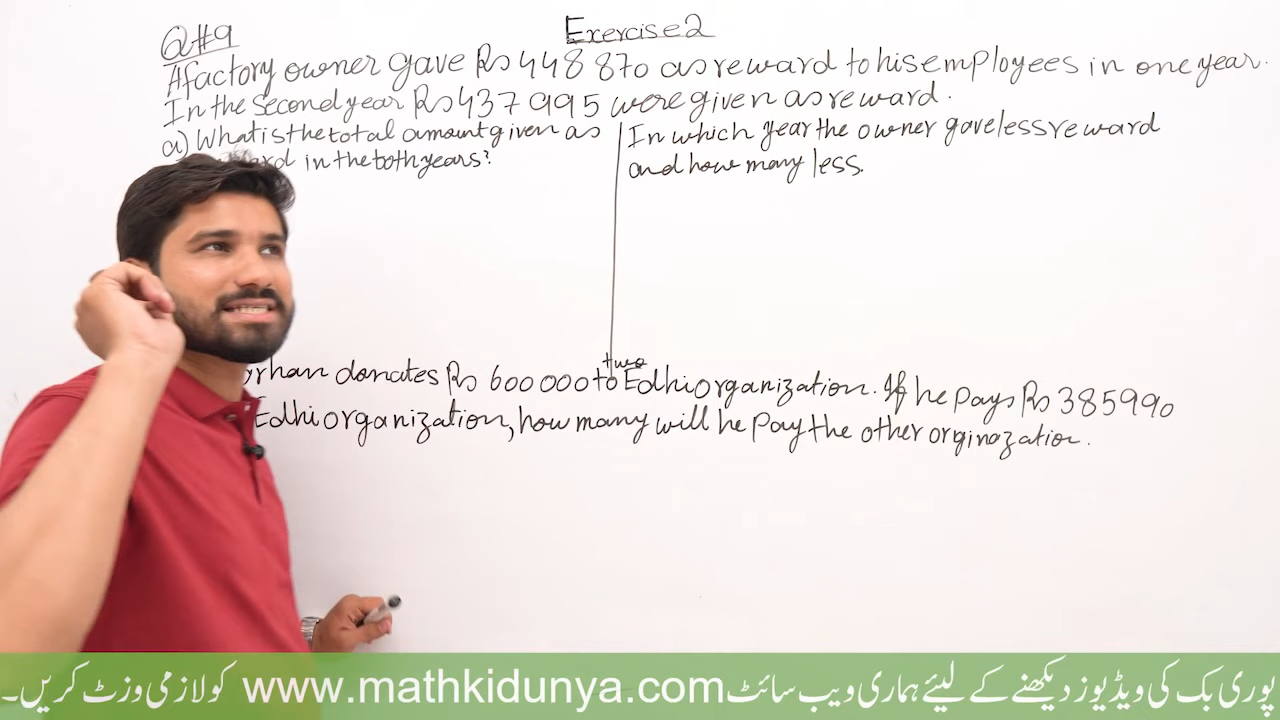 Exercise 2
Q#9
A factory owner gave Rs 448 870 as reward to his employees in one year.
In the second year Rs 437 995 were given as reward.
a) What is the total amount given as
in the both years?
In which year the owner gave less reward
and how many less.
two
donates Rs 600 000 to Edhi organization. If he pays Rs 385990
Edhi organization, how many will he pay the other orginazation.
پوری بک کی ویڈیوز دیکھنے کے لیئے ہماری ویب سائٹ www.mathkidunya.com کو لازمی وزٹ کریں۔